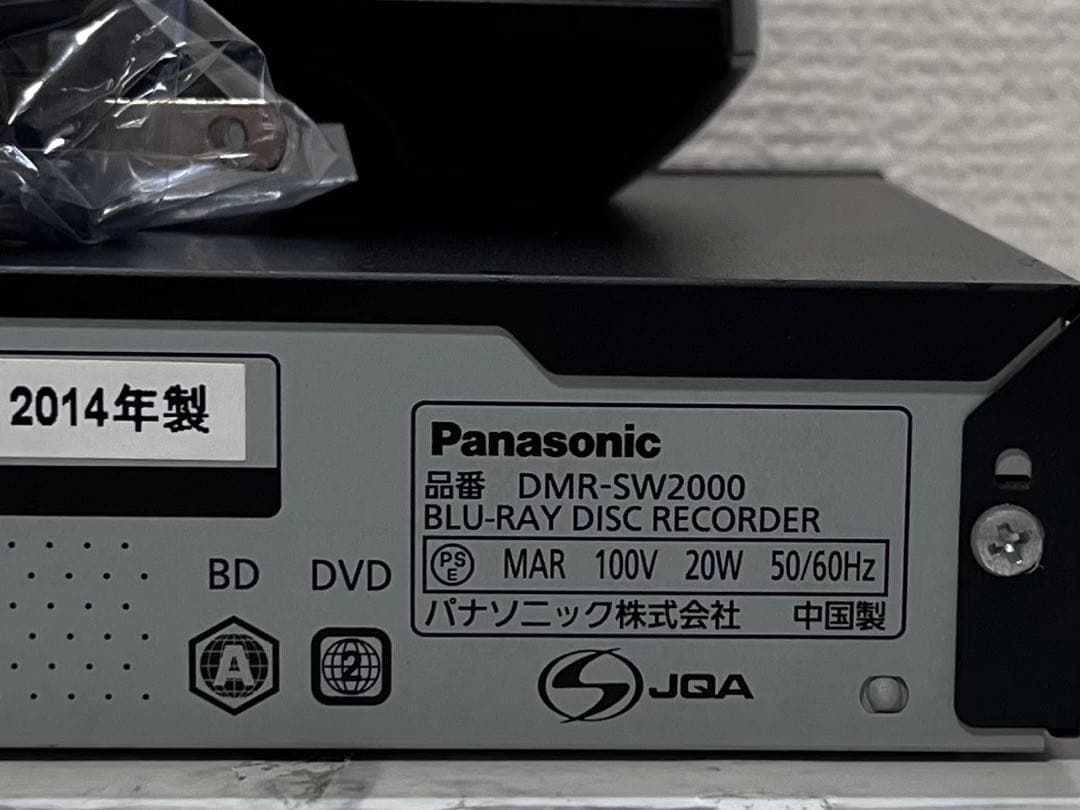 2014年製
Panasonic
品番 DMR-SW2000
BLU-RAY DISC RECORDER
PS E MAR 100V 20W 50/60Hz
パナソニック株式会社 中国製
BD DVD
A 2
S JQA